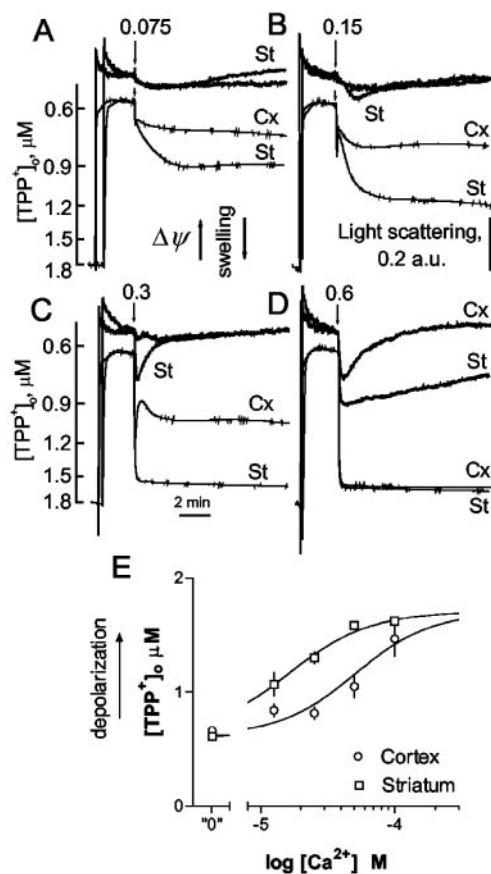 A
0.075
St
B
0.15
St
[TPP⁺]ₒ, μM
0.6
0.9
1.2
1.5
1.8
Cx
St
Cx
St
Δψ
swelling
Light scattering,
0.2 a.u.
C
0.3
St
D
0.6
Cx
St
[TPP⁺]ₒ, μM
0.6
0.9
1.2
1.5
1.8
Cx
St
2 min
Cx
St
E
depolarization
[TPP⁺]ₒ μM
2
1
0
Cortex
Striatum
"0"
-5
-4
log [Ca²⁺] M